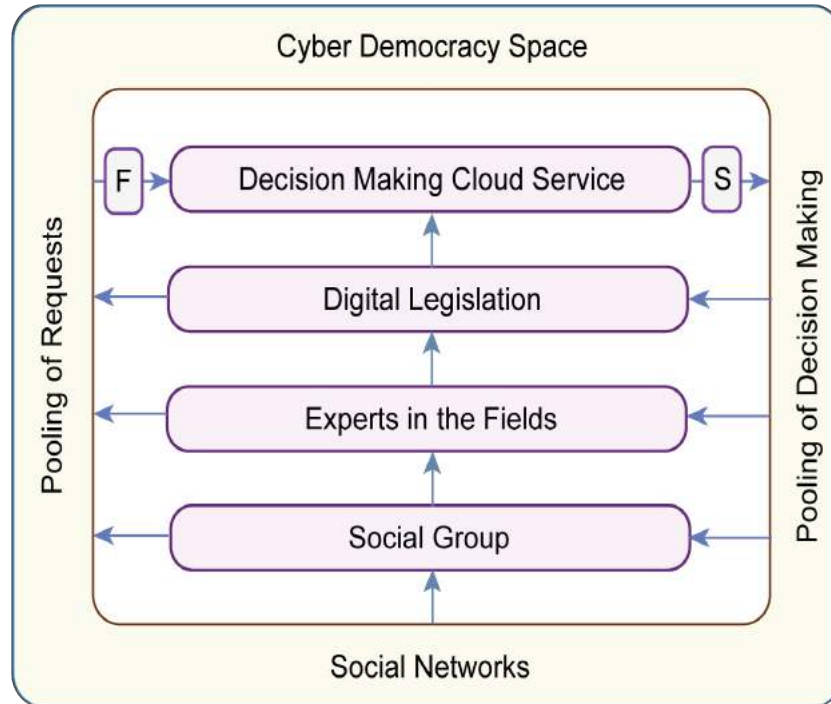 Cyber Democracy Space
F
Decision Making Cloud Service
S
Digital Legislation
Experts in the Fields
Social Group
Pooling of Requests
Pooling of Decision Making
Social Networks